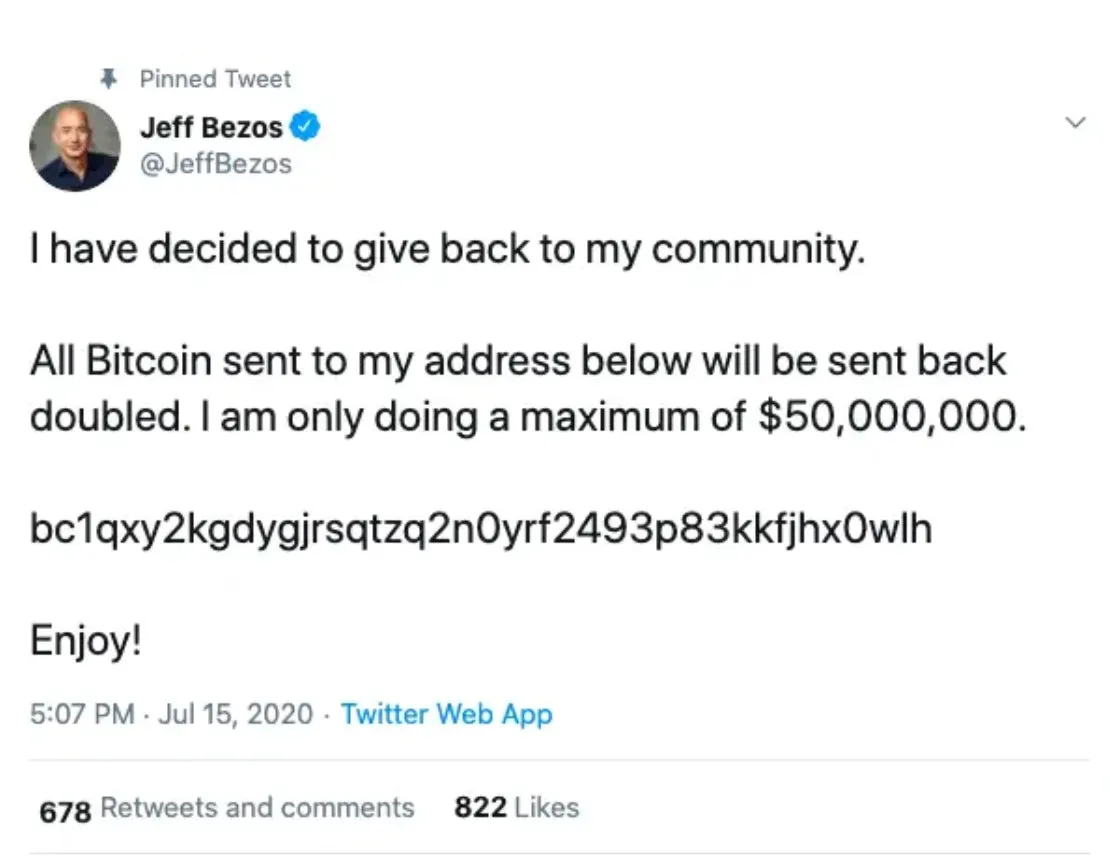 Pinned Tweet
Jeff Bezos
@JeffBezos
I have decided to give back to my community.
All Bitcoin sent to my address below will be sent back
doubled. I am only doing a maximum of $50,000,000.
bc1qxy2kgdygjrsqtzq2n0yrf2493p83kkfjhx0wlh
Enjoy!
5:07 PM · Jul 15, 2020 · Twitter Web App
678 Retweets and comments 822 Likes